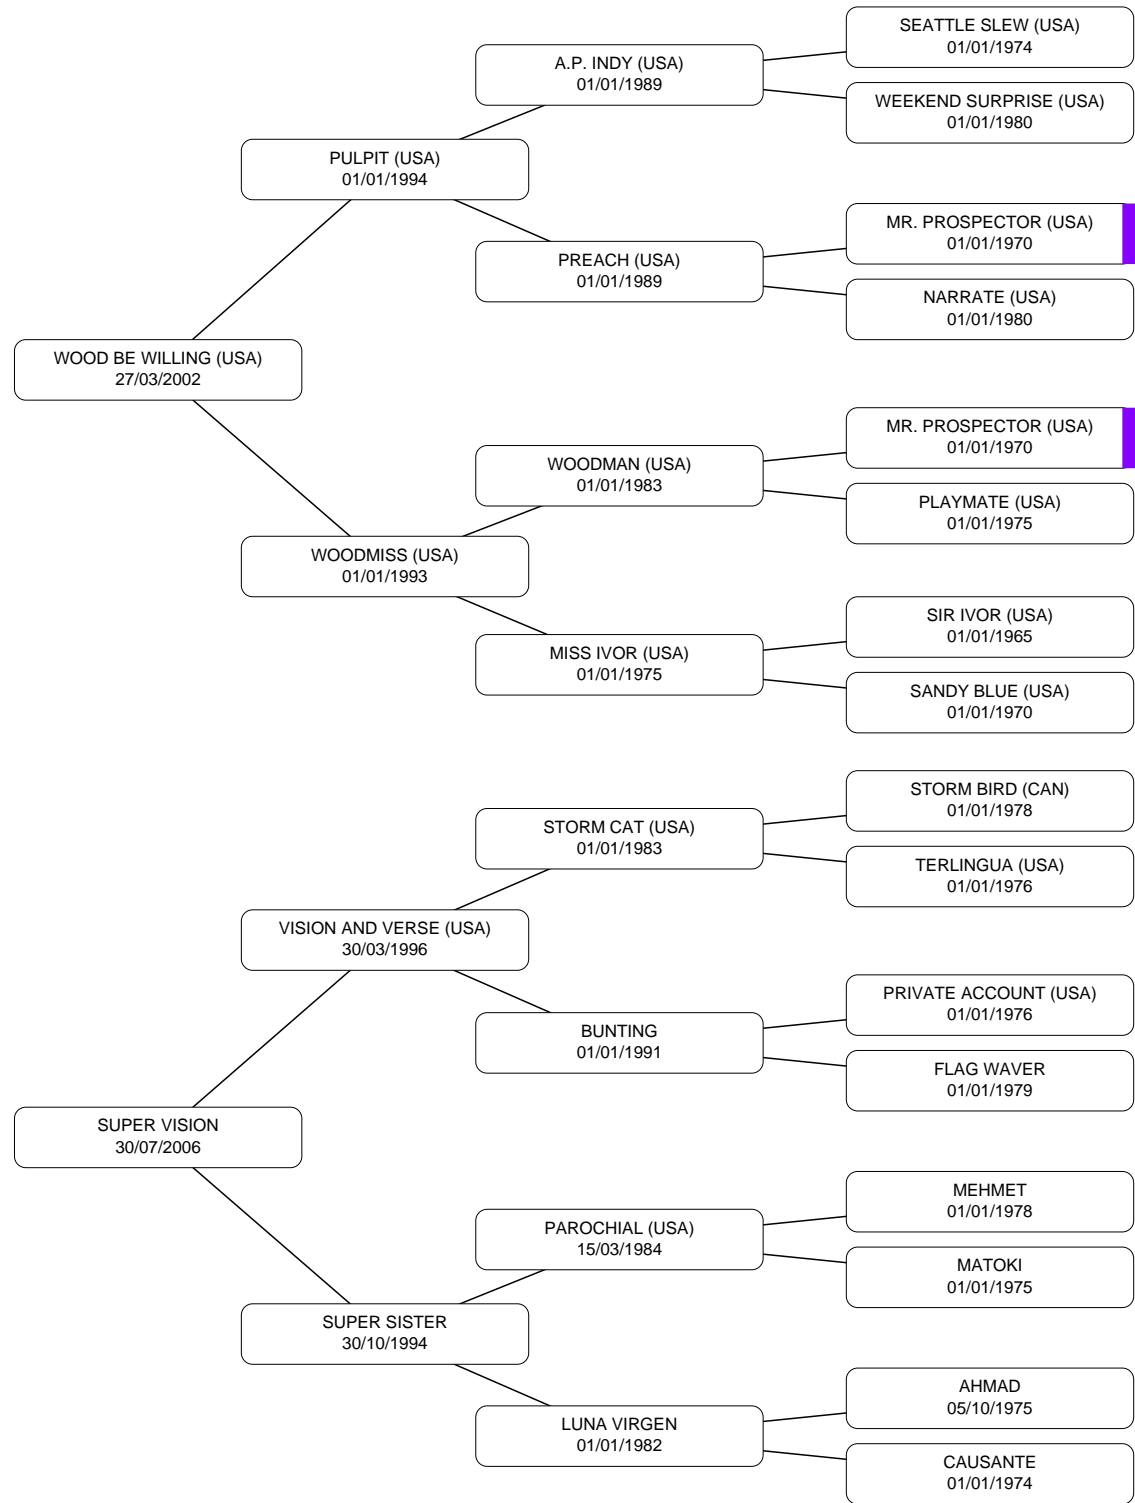 SEATTLE SLEW (USA)
01/01/1974
A.P. INDY (USA)
01/01/1989
WEEKEND SURPRISE (USA)
01/01/1980
PULPIT (USA)
01/01/1994
MR. PROSPECTOR (USA)
01/01/1970
PREACH (USA)
01/01/1989
NARRATE (USA)
01/01/1980
WOOD BE WILLING (USA)
27/03/2002
MR. PROSPECTOR (USA)
01/01/1970
WOODMAN (USA)
01/01/1983
PLAYMATE (USA)
01/01/1975
WOODMISS (USA)
01/01/1993
SIR IVOR (USA)
01/01/1965
MISS IVOR (USA)
01/01/1975
SANDY BLUE (USA)
01/01/1970
STORM BIRD (CAN)
01/01/1978
STORM CAT (USA)
01/01/1983
TERLINGUA (USA)
01/01/1976
VISION AND VERSE (USA)
30/03/1996
PRIVATE ACCOUNT (USA)
01/01/1976
BUNTING
01/01/1991
FLAG WAVER
01/01/1979
SUPER VISION
30/07/2006
MEHMET
01/01/1978
PAROCHIAL (USA)
15/03/1984
MATOKI
01/01/1975
SUPER SISTER
30/10/1994
AHMAD
05/10/1975
LUNA VIRGEN
01/01/1982
CAUSANTE
01/01/1974